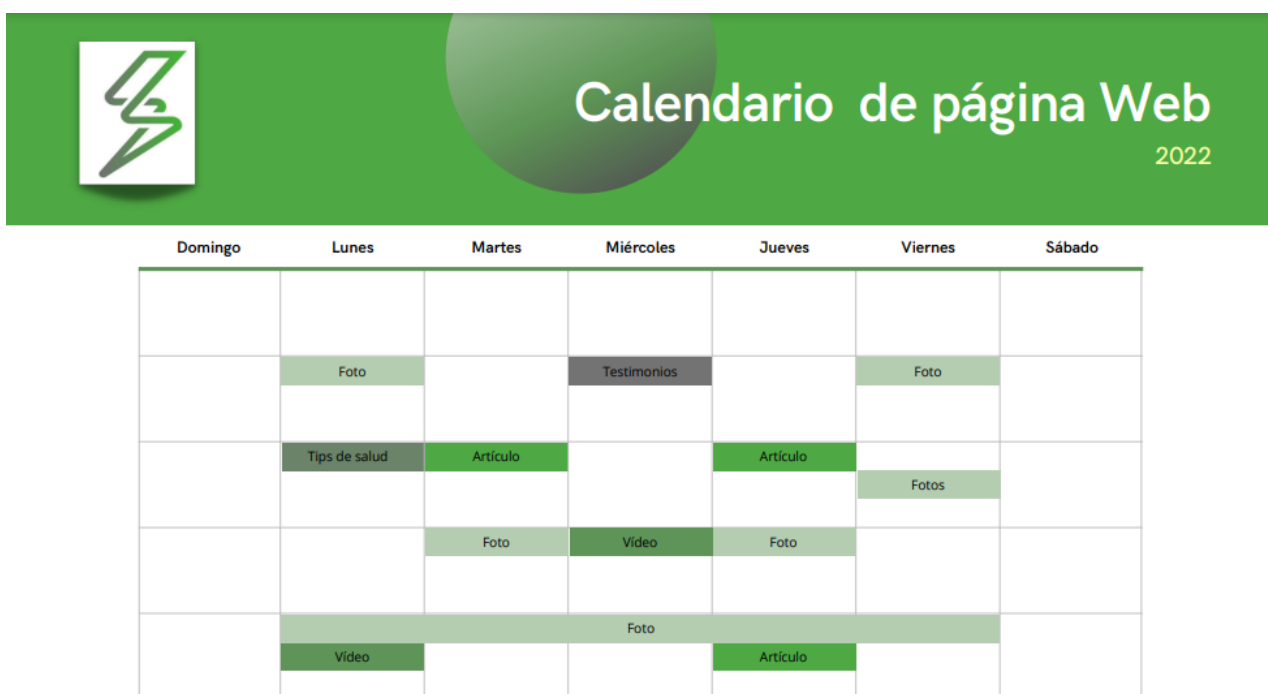 Calendario de página Web
2022
Domingo Lunes Martes Miércoles Jueves Viernes Sábado
Foto Testimonios Foto
Tips de salud Artículo Artículo
Fotos
Foto Vídeo Foto
Foto
Vídeo Artículo